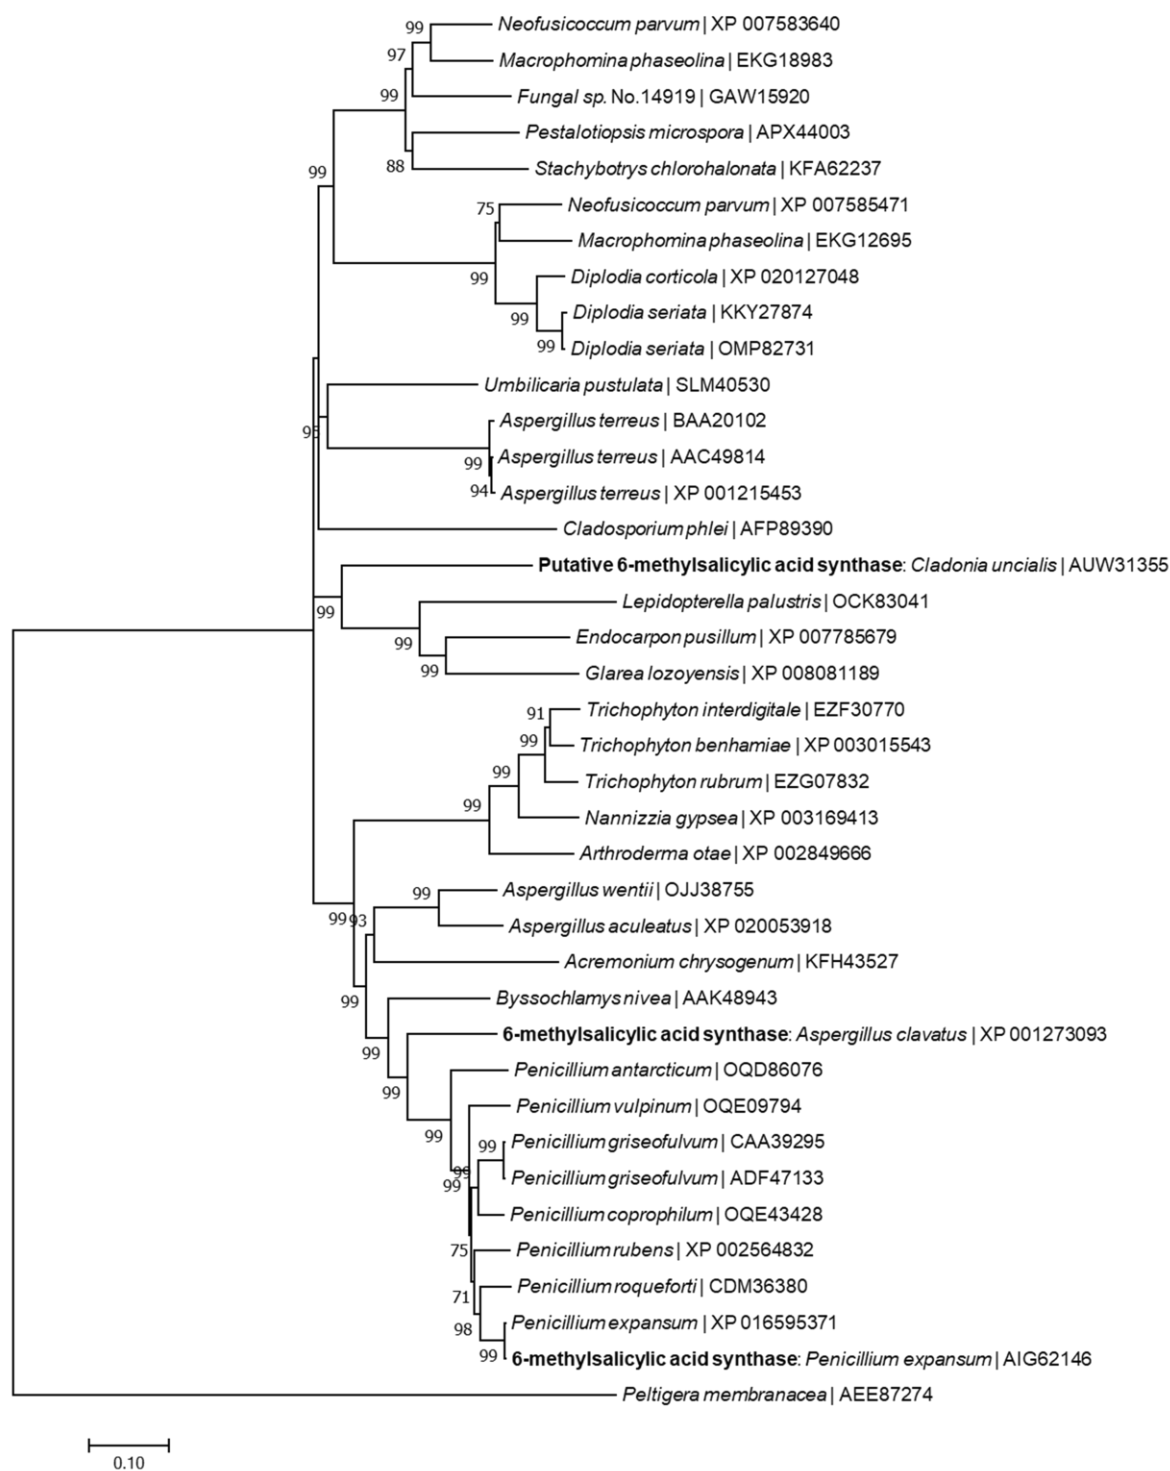 99
Neofusicoccum parvum | XP 007583640
97
Macrophomina phaseolina | EKG18983
99
Fungal sp. No.14919 | GAW15920
Pestalotiopsis microspora | APX44003
88
Stachybotrys chlorohalonata | KFA62237
99
75
Neofusicoccum parvum | XP 007585471
Macrophomina phaseolina | EKG12695
99
Diplodia corticola | XP 020127048
99
Diplodia seriata | KKY27874
99
Diplodia seriata | OMP82731
Umbilicaria pustulata | SLM40530
Aspergillus terreus | BAA20102
95
Aspergillus terreus | AAC49814
99
94
Aspergillus terreus | XP 001215453
Cladosporium phlei | AFP89390
Putative 6-methylsalicylic acid synthase: Cladonia uncialis | AUW31355
99
Lepidopterella palustris | OCK83041
99
Endocarpon pusillum | XP 007785679
99
Glarea lozoyensis | XP 008081189
91
Trichophyton interdigitale | EZF30770
99
Trichophyton benhamiae | XP 003015543
99
Trichophyton rubrum | EZG07832
99
Nannizzia gypsea | XP 003169413
Arthroderma otae | XP 002849666
99
Aspergillus wentii | OJJ38755
99
93
Aspergillus aculeatus | XP 020053918
Acremonium chrysogenum | KFH43527
99
Byssochlamys nivea | AAK48943
99
6-methylsalicylic acid synthase: Aspergillus clavatus | XP 001273093
99
Penicillium antarcticum | OQD86076
Penicillium vulpinum | OQE09794
99
99
Penicillium griseofulvum | CAA39295
99
99
Penicillium griseofulvum | ADF47133
Penicillium coprophilum | OQE43428
75
Penicillium rubens | XP 002564832
71
Penicillium roqueforti | CDM36380
98
Penicillium expansum | XP 016595371
99
6-methylsalicylic acid synthase: Penicillium expansum | AIG62146
Peltigera membranacea | AEE87274
0.10